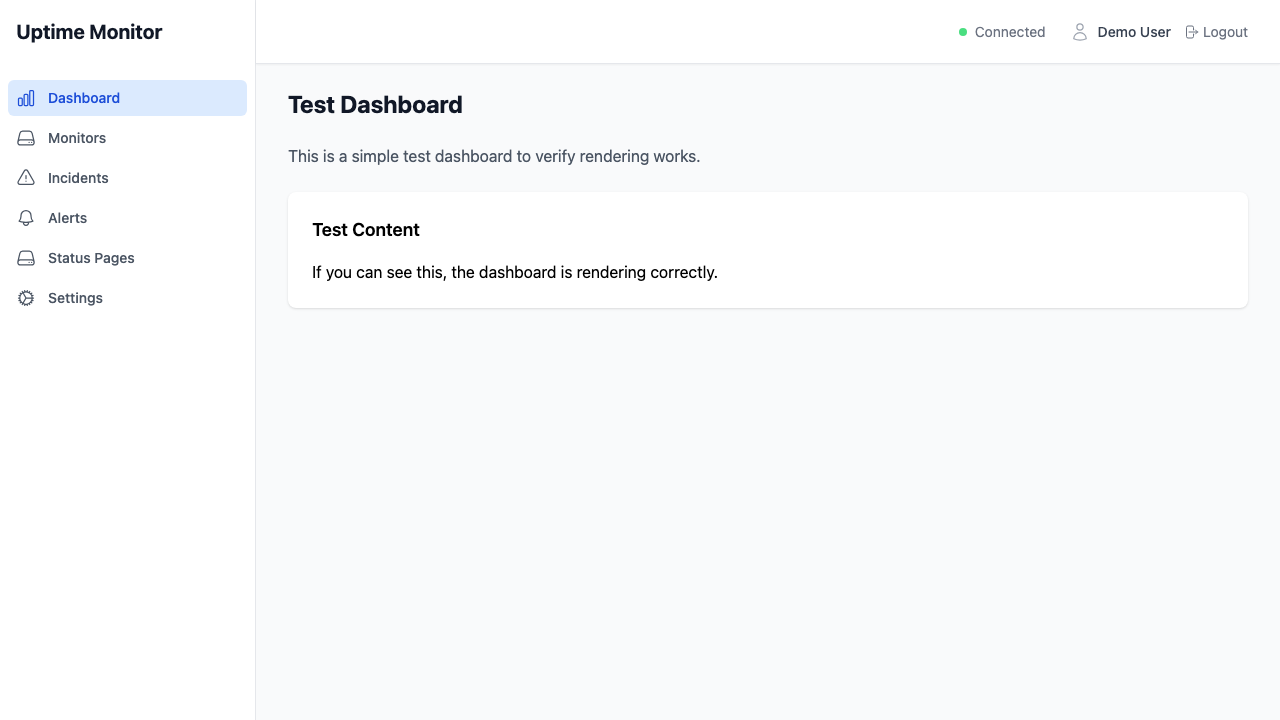 Uptime Monitor
Connected
Demo User
Logout
Dashboard
Monitors
Incidents
Alerts
Status Pages
Settings
Test Dashboard
This is a simple test dashboard to verify rendering works.
Test Content
If you can see this, the dashboard is rendering correctly.